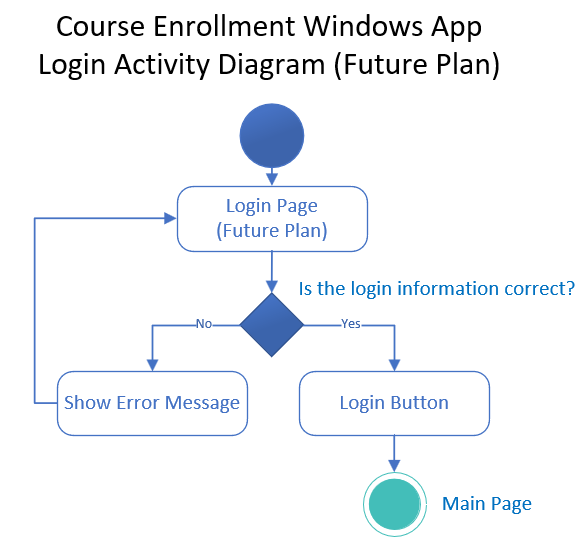 Course Enrollment Windows App
Login Activity Diagram (Future Plan)
Login Page
(Future Plan)
Is the login information correct?
No
Yes
Show Error Message
Login Button
Main Page